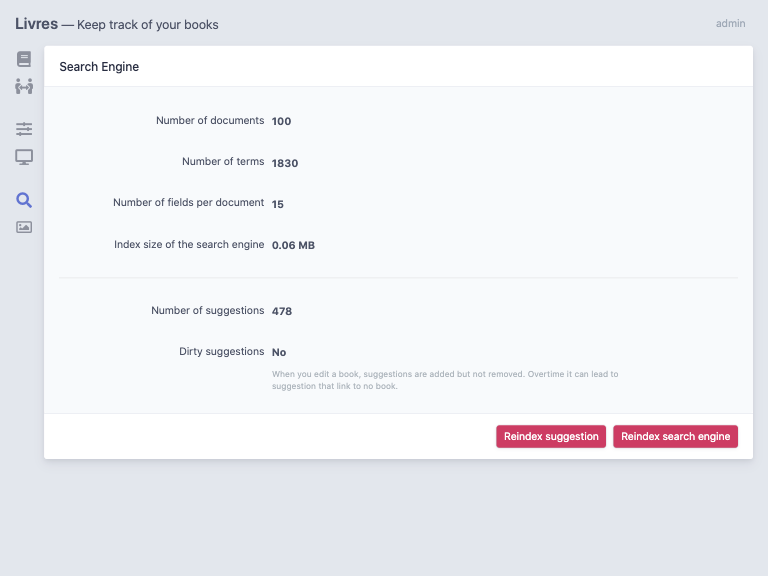 Livres — Keep track of your books
admin
Search Engine
Number of documents 100
Number of terms 1830
Number of fields per document 15
Index size of the search engine 0.06 MB
Number of suggestions 478
Dirty suggestions No
When you edit a book, suggestions are added but not removed. Overtime it can lead to
suggestion that link to no book.
Reindex suggestion Reindex search engine